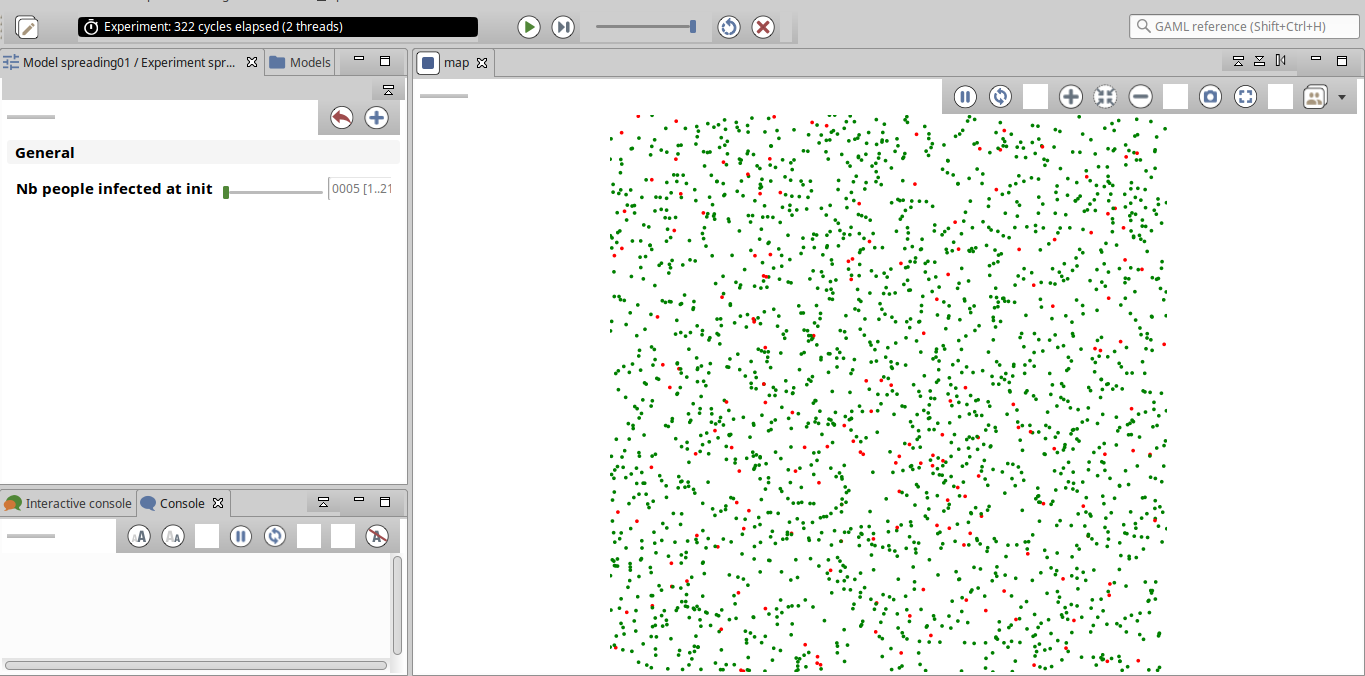 Experiment: 322 cycles elapsed (2 threads)
GAML reference (Shift+Ctrl+H)
Model spreading01 / Experiment spr...
Models
map
General
Nb people infected at init
0005 [1..21
Interactive console
Console